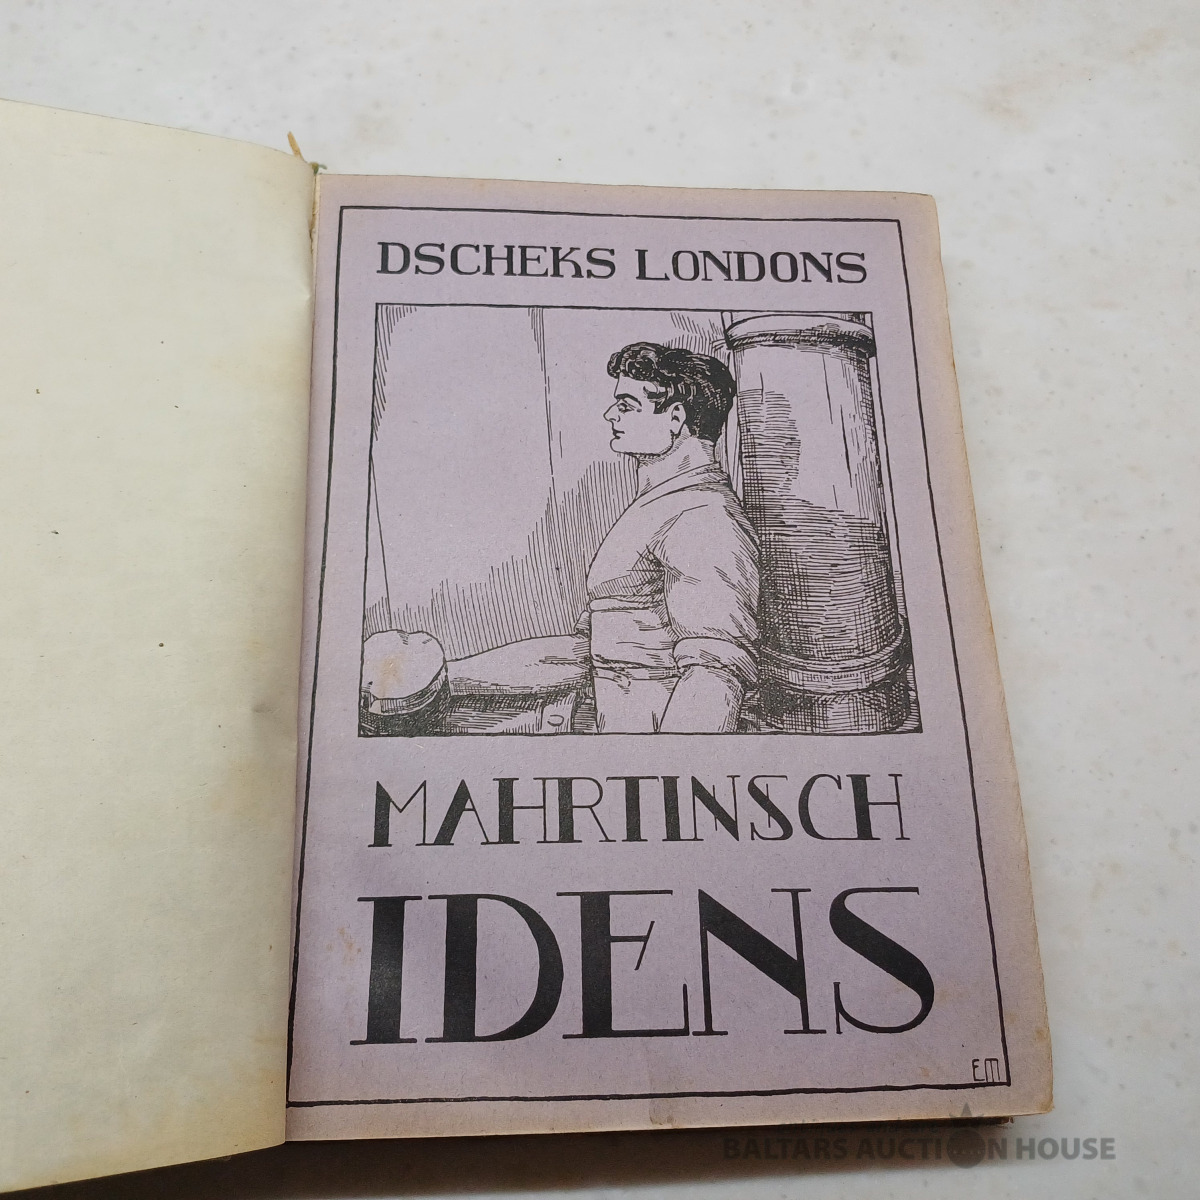 DSCHEKS LONDONS
MAHRTINSCH
IDENS
EM
BALTARS AUCTION HOUSE